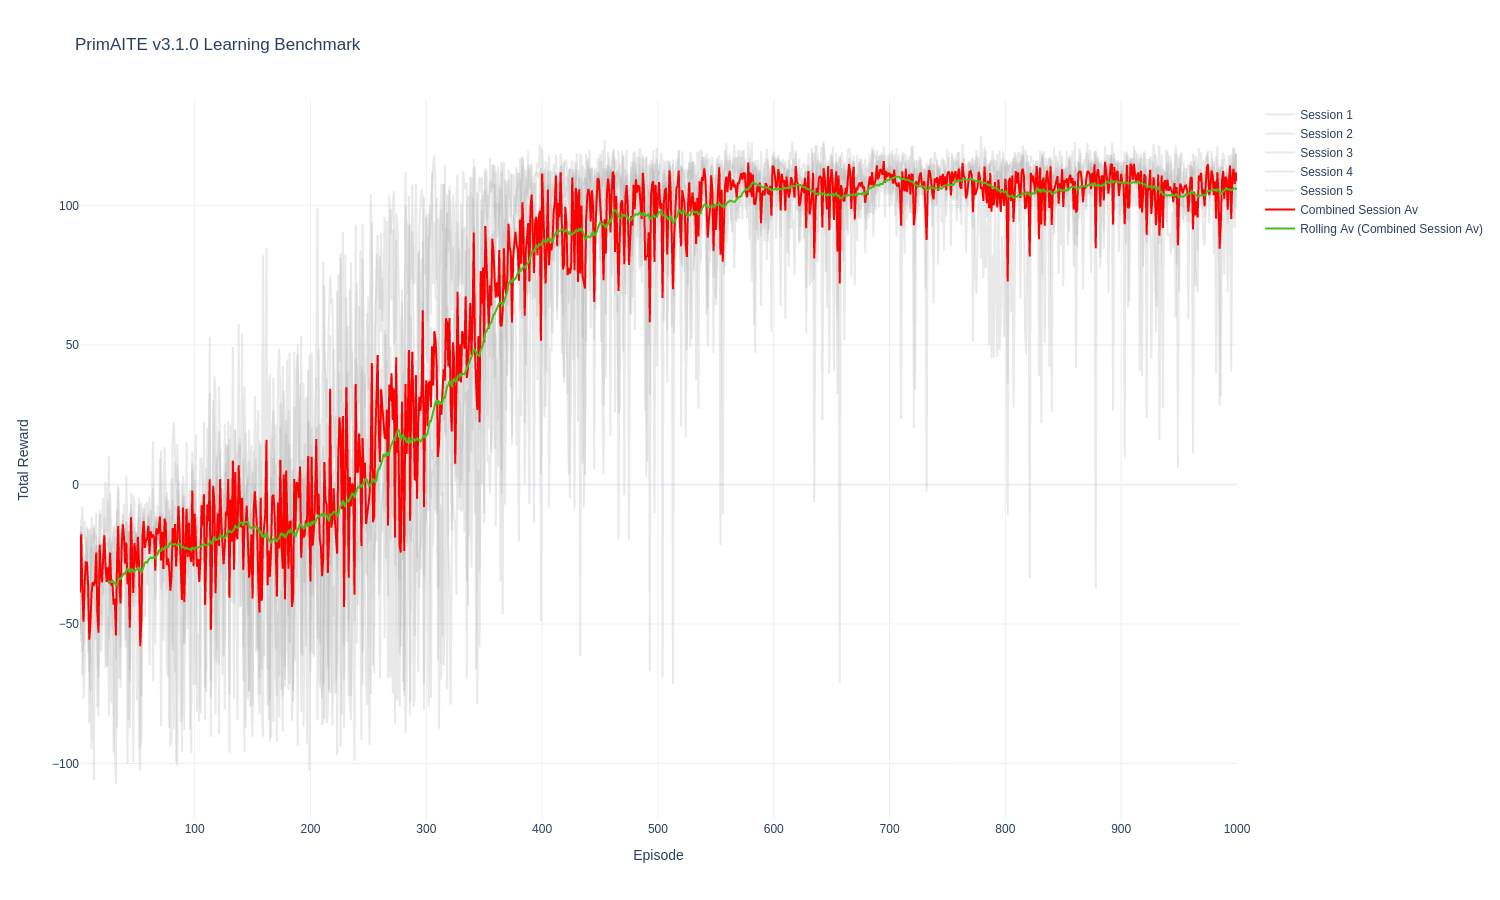 PrimAITE v3.1.0 Learning Benchmark
Session 1
Session 2
Session 3
Session 4
Session 5
Combined Session Av
Rolling Av (Combined Session Av)
Total Reward
100
50
0
−50
−100
100 200 300 400 500 600 700 800 900 1000
Episode